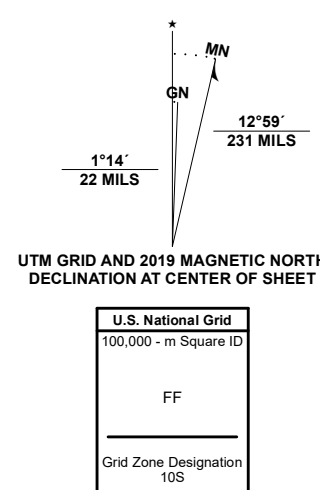 ★
MN
GN
12°59´
231 MILS
1°14´
22 MILS
UTM GRID AND 2019 MAGNETIC NORTH
DECLINATION AT CENTER OF SHEET
U.S. National Grid
100,000 - m Square ID
FF
Grid Zone Designation
10S